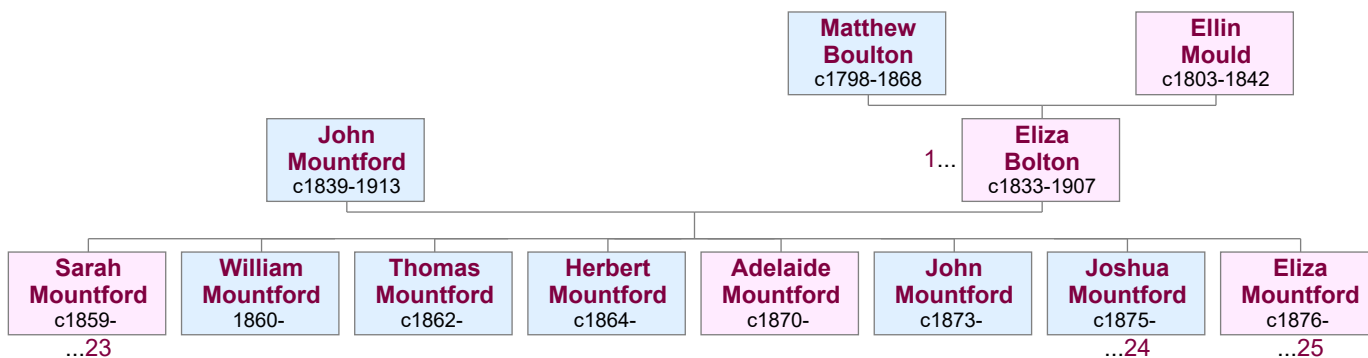 Matthew
Boulton
c1798-1868
Ellin
Mould
c1803-1842
John
Mountford
c1839-1913
1...
Eliza
Bolton
c1833-1907
Sarah
Mountford
c1859-
...23
William
Mountford
1860-
Thomas
Mountford
c1862-
Herbert
Mountford
c1864-
Adelaide
Mountford
c1870-
John
Mountford
c1873-
Joshua
Mountford
c1875-
...24
Eliza
Mountford
c1876-
...25